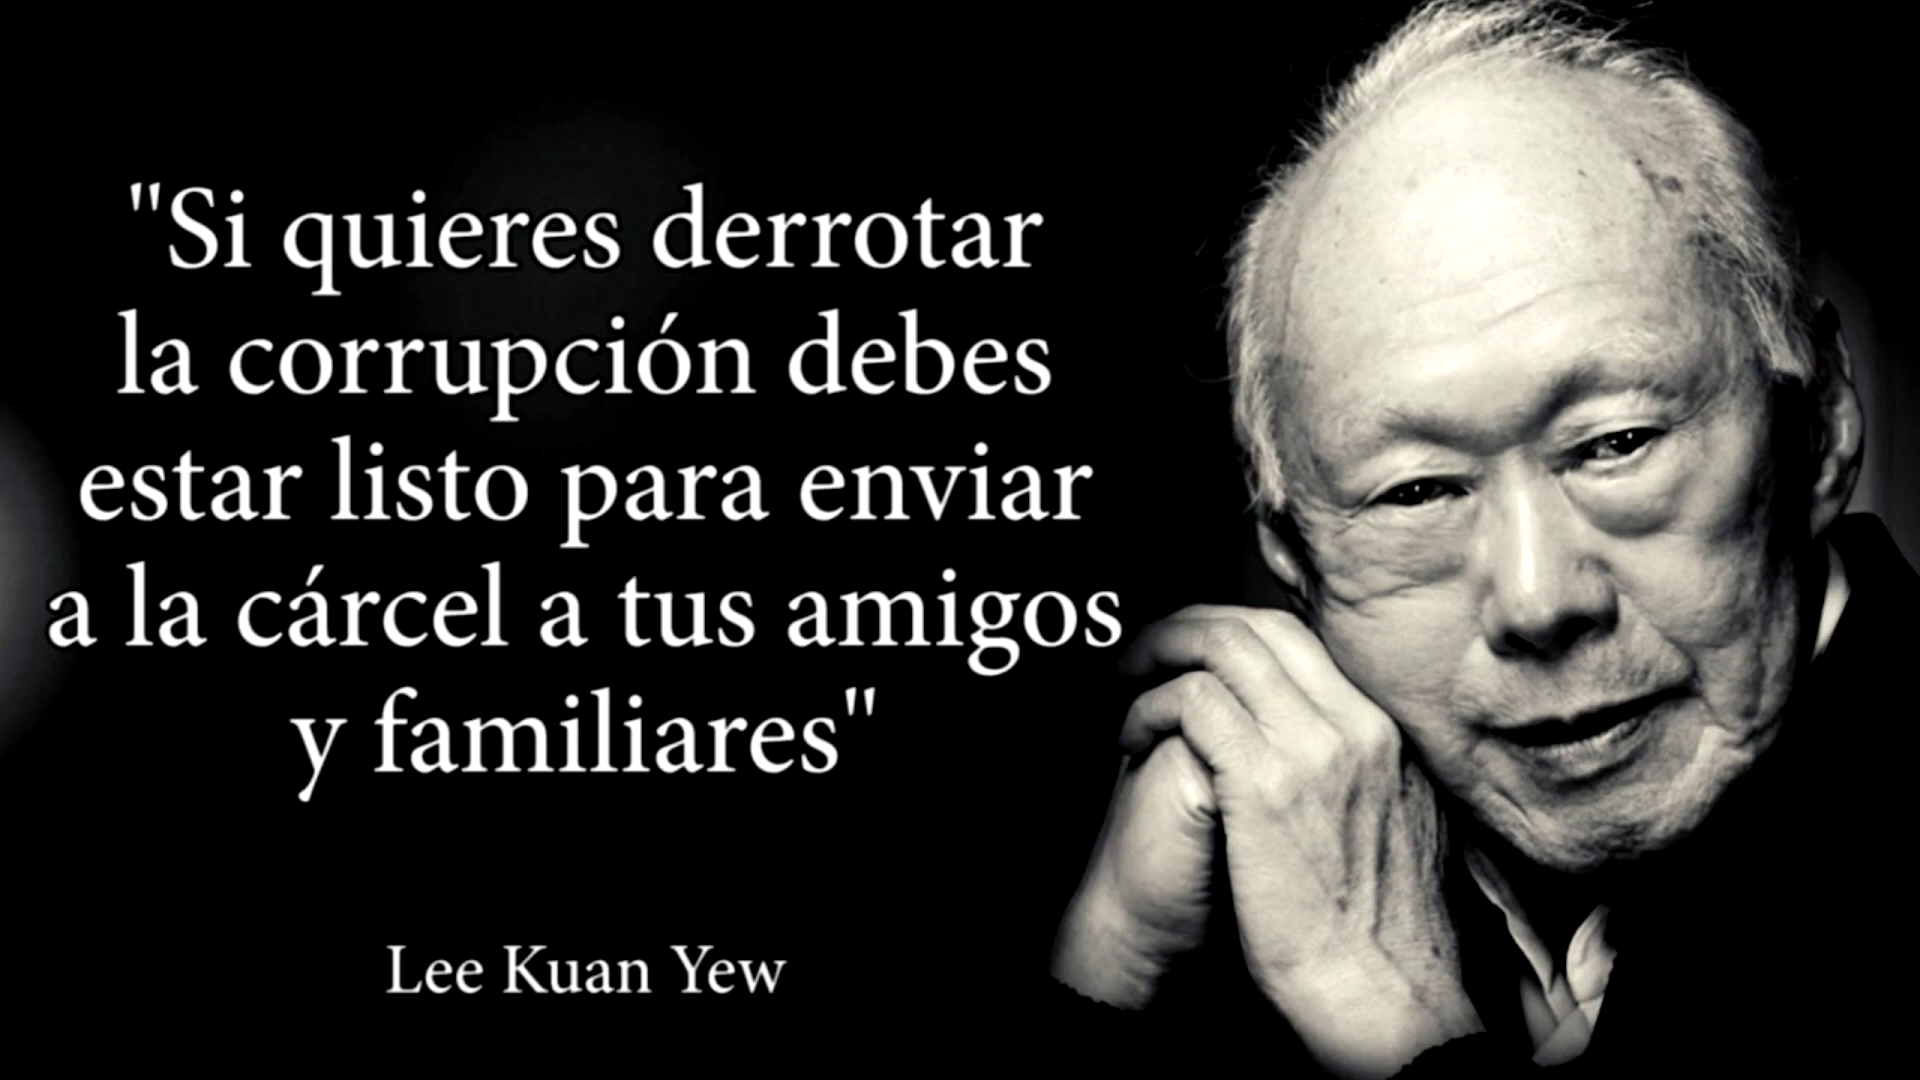 "Si quieres derrotar
la corrupción debes
estar listo para enviar
a la cárcel a tus amigos
y familiares"
Lee Kuan Yew